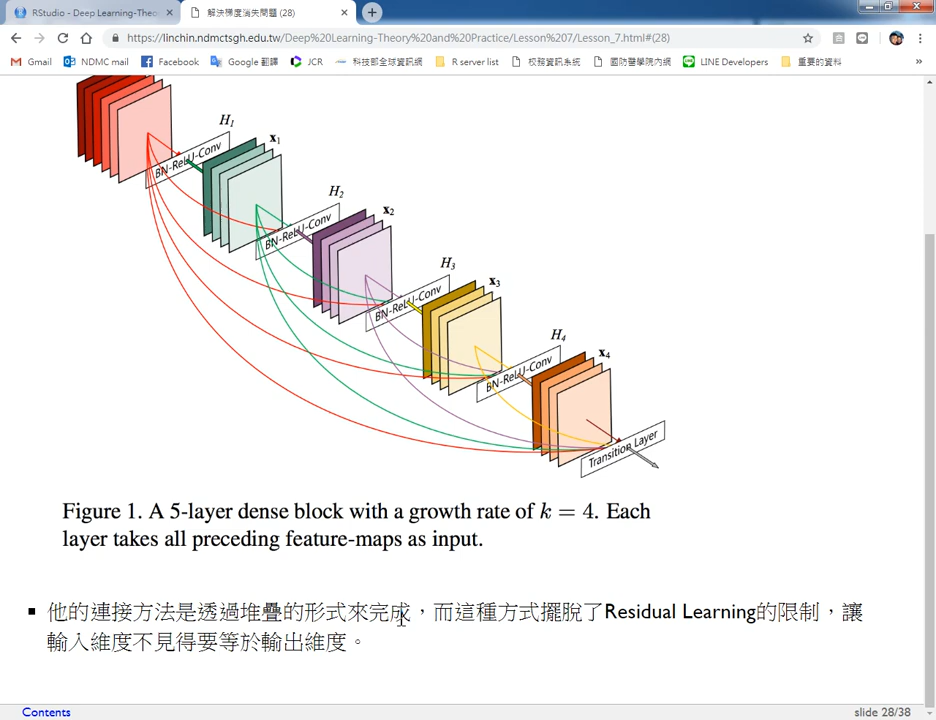 RStudio - Deep Learning-Theo
解決梯度消失問題 (28)
https://linchin.ndmctsgh.edu.tw/Deep%20Learning-Theory%20and%20Practice/Lesson%207/Lesson_7.html#(28)
Gmail NDMC mail Facebook Google 翻譯 JCR 科技部全球資訊網 R server list 校務資訊系統 國防醫學院內網 LINE Developers 重要的資料 »
H1
BN-ReLU-Conv
x1
H2
BN-ReLU-Conv
x2
H3
BN-ReLU-Conv
x3
H4
BN-ReLU-Conv
x4
Transition Layer
Figure 1. A 5-layer dense block with a growth rate of k = 4. Each
layer takes all preceding feature-maps as input.
他的連接方法是透過堆疊的形式來完成，而這種方式擺脫了Residual Learning的限制，讓
輸入維度不見得要等於輸出維度。
Contents
slide 28/38